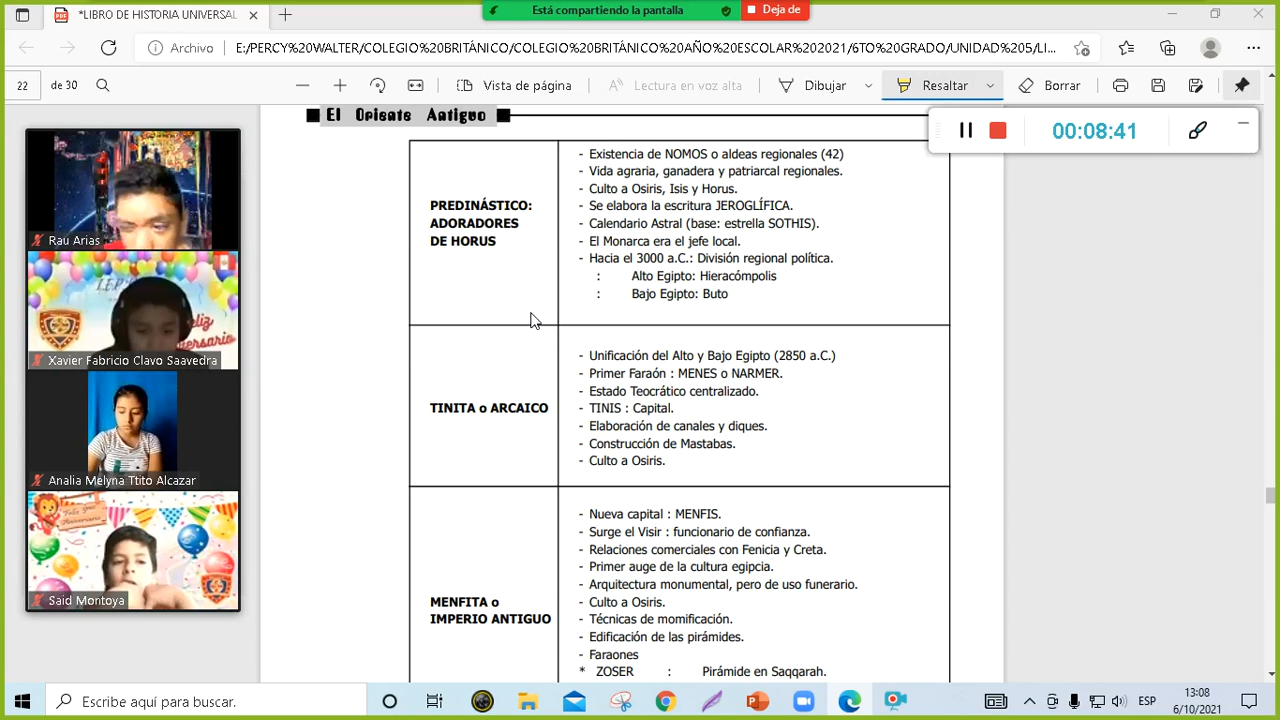 *LIBRO DE HISTORIA UNIVERSAL
Está compartiendo la pantalla
Deja de
Archivo
E:/PERCY%20WALTER/COLEGIO%20BRITÁNICO/COLEGIO%20BRITÁNICO%20AÑO%20ESCOLAR%202021/6TO%20GRADO/UNIDAD%205/LI...
22 de 30
Vista de página
Lectura en voz alta
Dibujar
Resaltar
Borrar
00:08:41
El Oriente Antiguo
PREDINÁSTICO:
ADORADORES
DE HORUS
- Existencia de NOMOS o aldeas regionales (42)
- Vida agraria, ganadera y patriarcal regionales.
- Culto a Osiris, Isis y Horus.
- Se elabora la escritura JEROGLÍFICA.
- Calendario Astral (base: estrella SOTHIS).
- El Monarca era el jefe local.
- Hacia el 3000 a.C.: División regional política.
: Alto Egipto: Hieracómpolis
: Bajo Egipto: Buto
TINITA o ARCAICO
- Unificación del Alto y Bajo Egipto (2850 a.C.)
- Primer Faraón : MENES o NARMER.
- Estado Teocrático centralizado.
- TINIS : Capital.
- Elaboración de canales y diques.
- Construcción de Mastabas.
- Culto a Osiris.
MENFITA o
IMPERIO ANTIGUO
- Nueva capital : MENFIS.
- Surge el Visir : funcionario de confianza.
- Relaciones comerciales con Fenicia y Creta.
- Primer auge de la cultura egipcia.
- Arquitectura monumental, pero de uso funerario.
- Culto a Osiris.
- Técnicas de momificación.
- Edificación de las pirámides.
- Faraones
* ZOSER : Pirámide en Saqqarah.
Rau Arias
Xavier Fabricio Clavo Saavedra
Analia Melyna Ttito Alcazar
Said Montoya
Escribe aquí para buscar.
ESP
13:08
6/10/2021